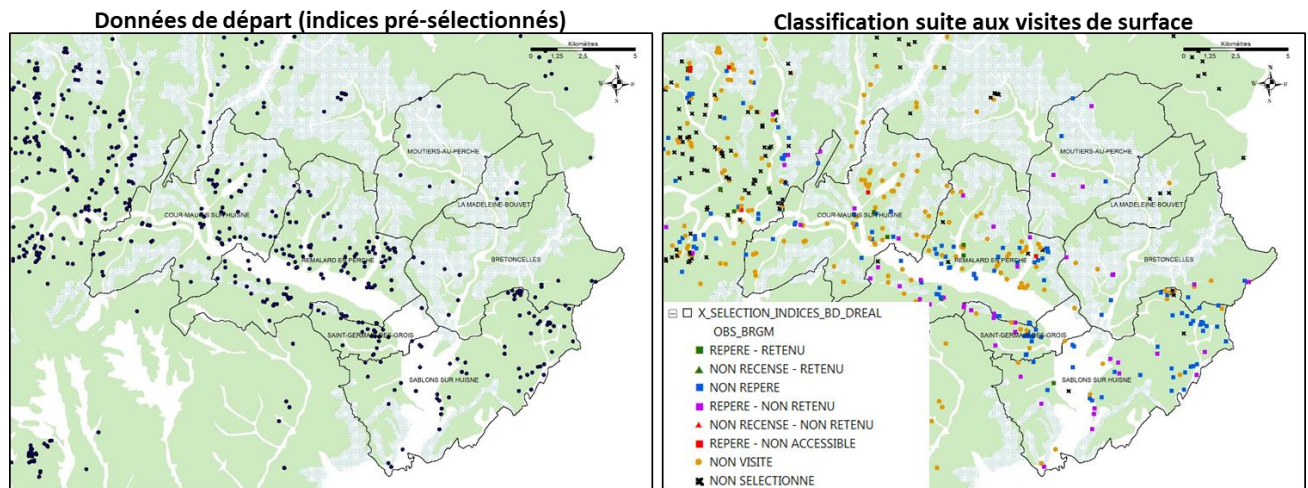 Données de départ (indices pré-sélectionnés)
Classification suite aux visites de surface
Kilomètres
0 1,25 2,5 5
N
W E
S
MOUTIERS-AU-PERCHE
LA MADELEINE-BOUVET
COUR-MAUGIS SUR HUISNE
BRETONCELLES
REMALARD EN PERCHE
SAINT-GERMAIN-DES-GROIS
SABLONS SUR HUISNE
Kilomètres
0 1,25 2,5 5
N
W E
S
MOUTIERS-AU-PERCHE
LA MADELEINE-BOUVET
COUR-MAUGIS SUR HUISNE
BRETONCELLES
REMALARD EN PERCHE
SAINT-GERMAIN-DES-GROIS
SABLONS SUR HUISNE
X_SELECTION_INDICES_BD_DREAL
OBS_BRGM
REPERE - RETENU
NON RECENSE - RETENU
NON REPERE
REPERE - NON RETENU
NON RECENSE - NON RETENU
REPERE - NON ACCESSIBLE
NON VISITE
NON SELECTIONNE